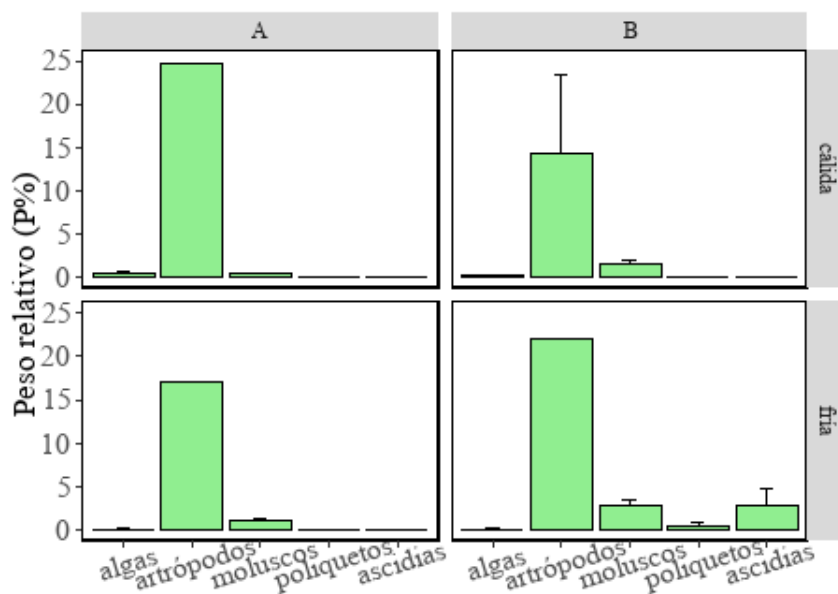 A
B
Peso relativo (P%)
25
20
15
10
5
0
cálida
25
20
15
10
5
0
fría
algas
artrópodos
moluscos
poliquetos
ascidias
algas
artrópodos
moluscos
poliquetos
ascidias